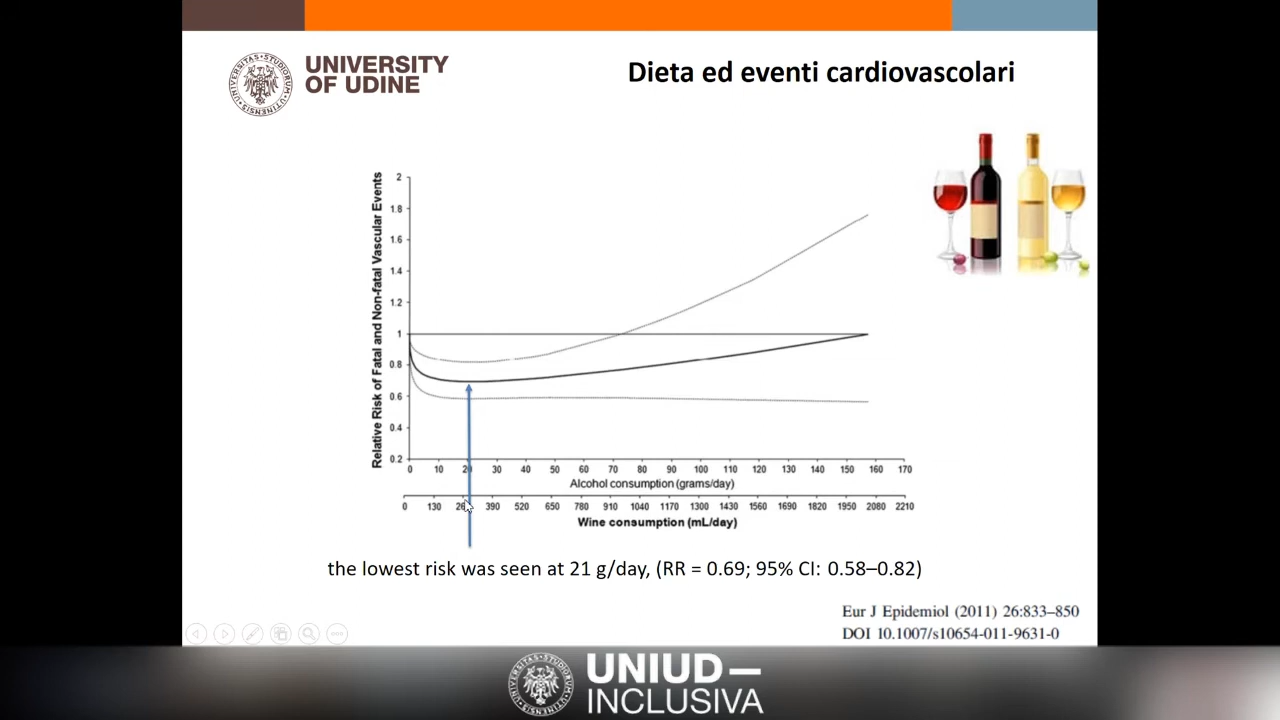 UNIVERSITY
OF UDINE
Dieta ed eventi cardiovascolari
Relative Risk of Fatal and Non-fatal Vascular Events
2
1.8
1.6
1.4
1.2
1
0.8
0.6
0.4
0.2
0 10 20 30 40 50 60 70 80 90 100 110 120 130 140 150 160 170
Alcohol consumption (grams/day)
0 130 260 390 520 650 780 910 1040 1170 1300 1430 1560 1690 1820 1950 2080 2210
Wine consumption (mL/day)
the lowest risk was seen at 21 g/day, (RR = 0.69; 95% CI: 0.58–0.82)
Eur J Epidemiol (2011) 26:833–850
DOI 10.1007/s10654-011-9631-0
UNIUD—
INCLUSIVA